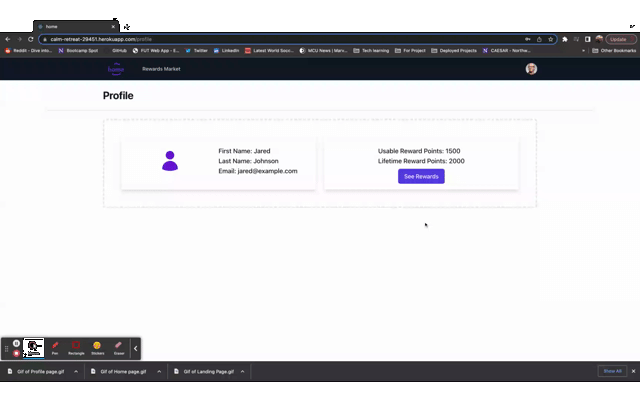 home
calm-retreat-29451.herokuapp.com/profile
Update
Reddit - Dive into... Bootcamp Spot GitHub FUT Web App - E... Twitter LinkedIn Latest World Socc... MCU News | Marv... Tech learning For Project Deployed Projects CAESAR - Northw... » Other Bookmarks
Rewards Market
Profile
First Name: Jared
Last Name: Johnson
Email: jared@example.com
Usable Reward Points: 1500
Lifetime Reward Points: 2000
See Rewards
Pen Rectangle Stickers Eraser
Gif of Profile page.gif Gif of Home page.gif Gif of Landing Page.gif Show All